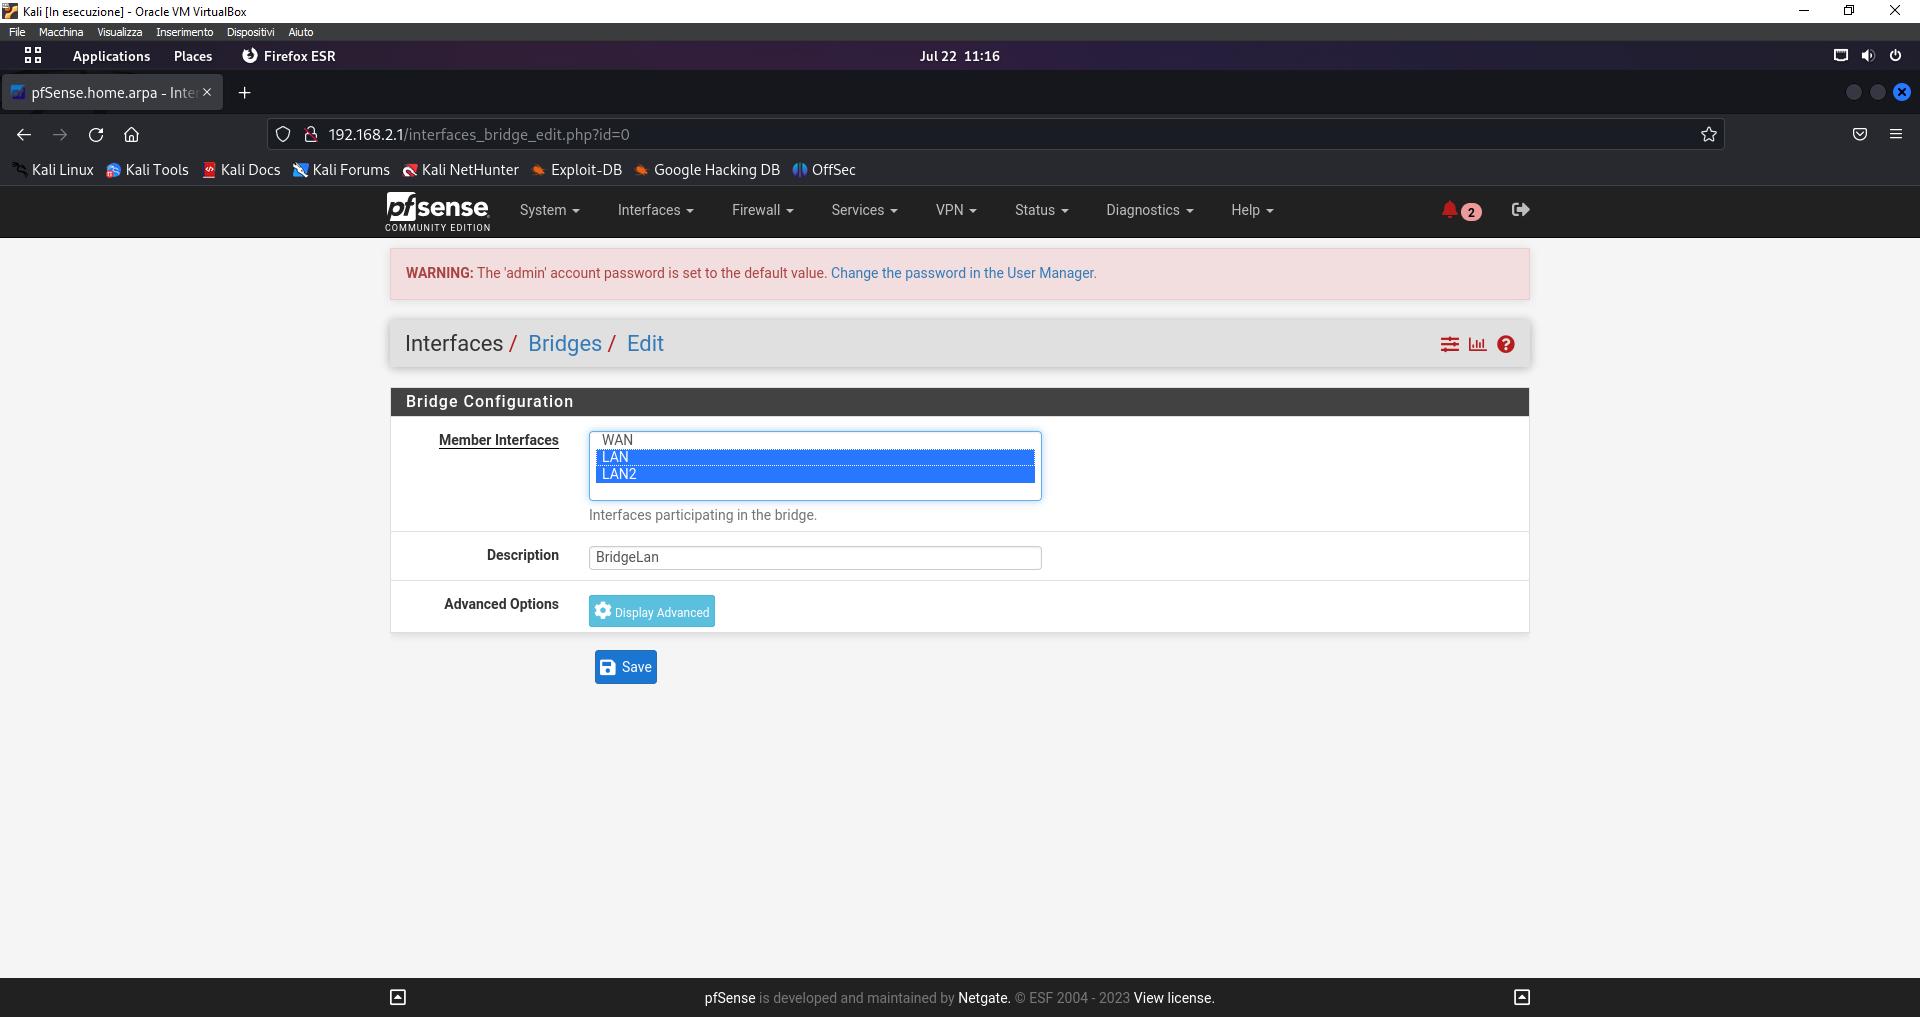 Kali [In esecuzione] - Oracle VM VirtualBox
File Macchina Visualizza Inserimento Dispositivi Aiuto
Applications Places Firefox ESR Jul 22 11:16
pfSense.home.arpa - Inte
192.168.2.1/interfaces_bridge_edit.php?id=0
Kali Linux Kali Tools Kali Docs Kali Forums Kali NetHunter Exploit-DB Google Hacking DB OffSec
pfsense COMMUNITY EDITION System Interfaces Firewall Services VPN Status Diagnostics Help 2
WARNING: The 'admin' account password is set to the default value. Change the password in the User Manager.
Interfaces / Bridges / Edit
Bridge Configuration
Member Interfaces
WAN
LAN
LAN2
Interfaces participating in the bridge.
Description BridgeLan
Advanced Options Display Advanced
Save
pfSense is developed and maintained by Netgate. © ESF 2004 - 2023 View license.